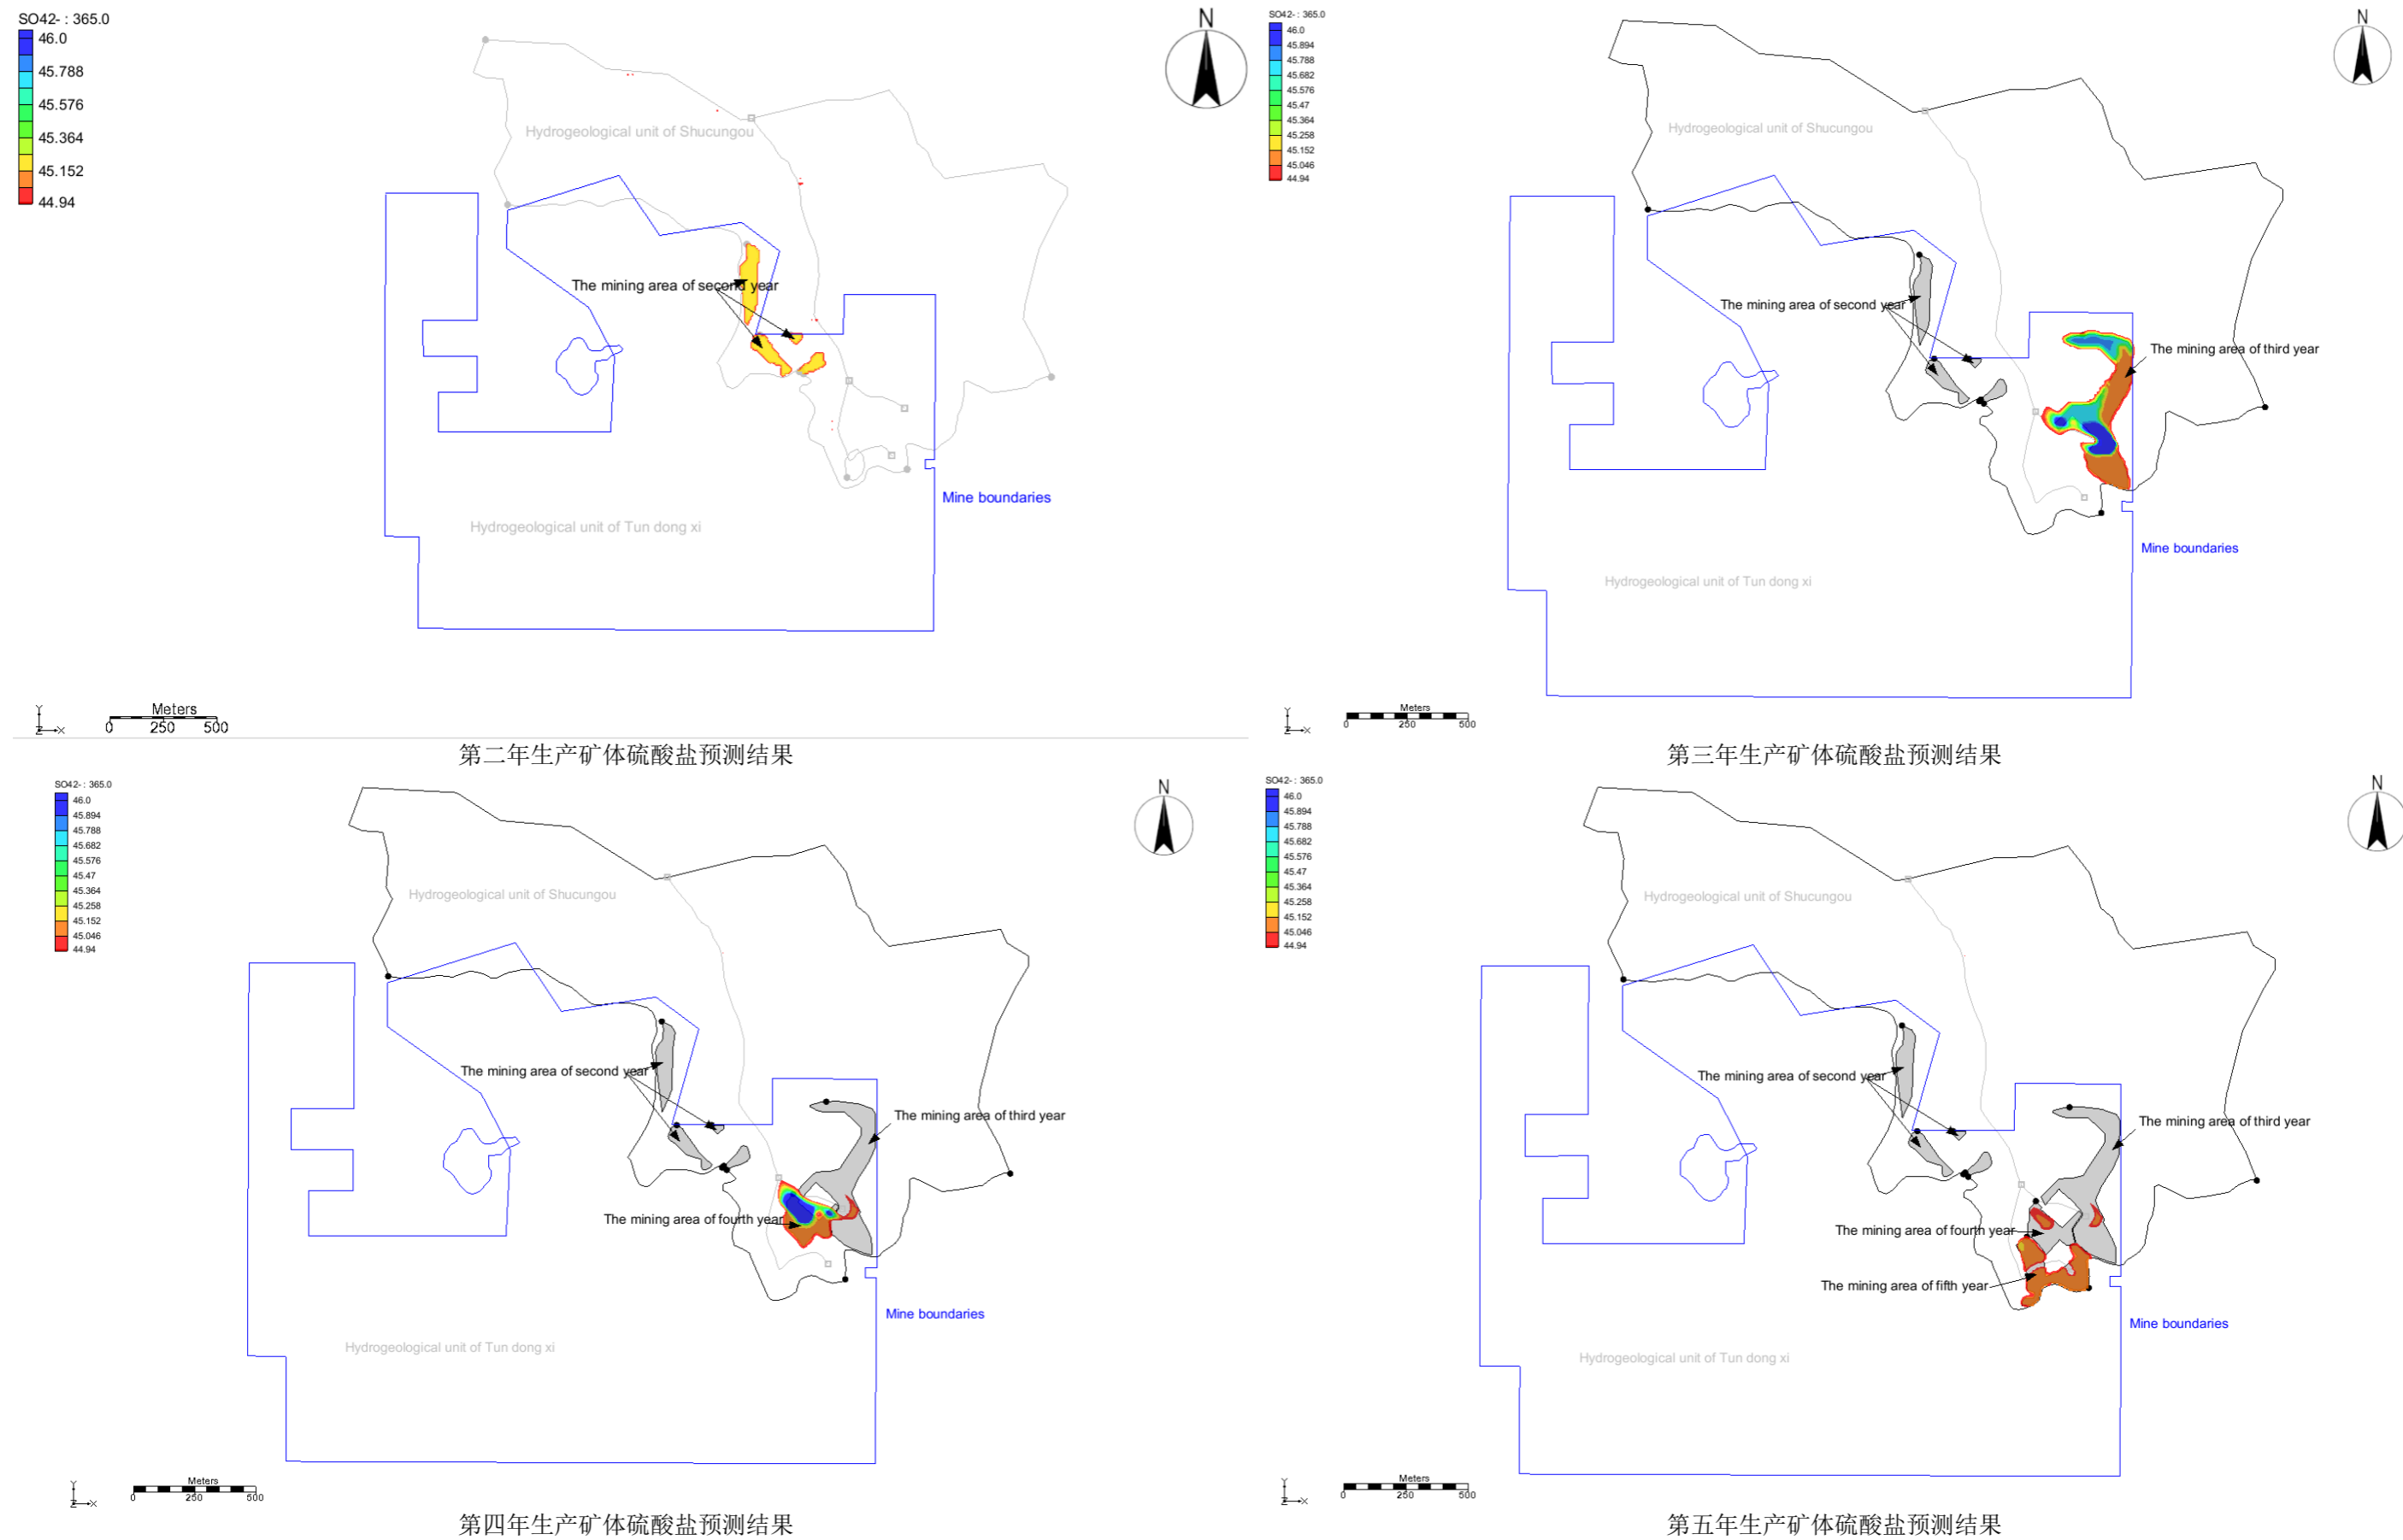 SO42- : 365.0
46.0
45.788
45.576
45.364
45.152
44.94
N
Hydrogeological unit of Shucungou
The mining area of second year
Mine boundaries
Hydrogeological unit of Tun dong xi
Y
Z
X
Meters
0 250 500
第二年生产矿体硫酸盐预测结果
SO42- : 365.0
46.0
45.894
45.788
45.682
45.576
45.47
45.364
45.258
45.152
45.046
44.94
N
Hydrogeological unit of Shucungou
The mining area of second year
The mining area of third year
Mine boundaries
Hydrogeological unit of Tun dong xi
Y
Z
X
Meters
0 250 500
第三年生产矿体硫酸盐预测结果
SO42- : 365.0
46.0
45.894
45.788
45.682
45.576
45.47
45.364
45.258
45.152
45.046
44.94
N
Hydrogeological unit of Shucungou
The mining area of second year
The mining area of third year
The mining area of fourth year
Mine boundaries
Hydrogeological unit of Tun dong xi
Y
Z
X
Meters
0 250 500
第四年生产矿体硫酸盐预测结果
SO42- : 365.0
46.0
45.894
45.788
45.682
45.576
45.47
45.364
45.258
45.152
45.046
44.94
N
Hydrogeological unit of Shucungou
The mining area of second year
The mining area of third year
The mining area of fourth year
The mining area of fifth year
Mine boundaries
Hydrogeological unit of Tun dong xi
Y
Z
X
Meters
0 250 500
第五年生产矿体硫酸盐预测结果